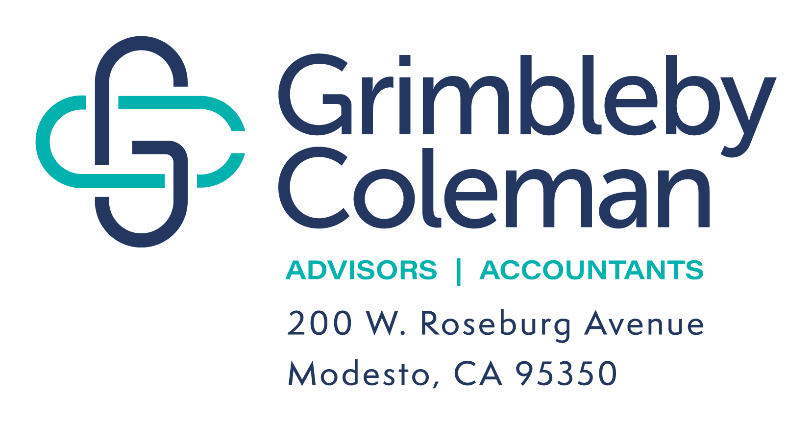 Grimbleby
Coleman
ADVISORS | ACCOUNTANTS
200 W. Roseburg Avenue
Modesto, CA 95350